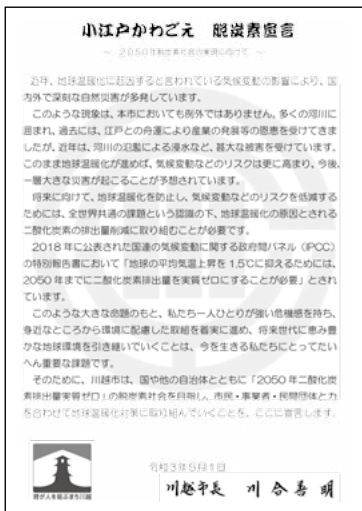 小江戸かわごえ 脱炭素宣言
～ 2050年脱炭素社会の実現に向けて ～
近年、地球温暖化に起因すると言われている気候変動の影響により、国
内外で深刻な自然災害が多発しています。
このような現象は、本市においても例外ではありません。多くの河川に
囲まれ、過去には、江戸との舟運により産業の発展等の恩恵を受けてきま
したが、近年は、河川の氾濫による浸水など、甚大な被害を受けています。
このまま地球温暖化が進めば、気候変動などのリスクは更に高まり、今後、
一層大きな災害が起こることが予想されています。
将来に向けて、地球温暖化を防止し、気候変動などのリスクを低減する
ためには、全世界共通の課題という認識の下、地球温暖化の原因とされる
二酸化炭素の排出量削減に取り組むことが必要です。
2018年に公表された国連の気候変動に関する政府間パネル（IPCC）
の特別報告書において「地球の平均気温上昇を1.5℃に抑えるためには、
2050年までに二酸化炭素排出量を実質ゼロにすることが必要」とされ
ています。
このような大きな命題のもと、私たち一人ひとりが強い危機感を持ち、
身近なところから環境に配慮した取組を着実に進め、将来世代に恵み豊
かな地球環境を引き継いでいくことは、今を生きる私たちにとってたい
へん重要な課題です。
そのために、川越市は、国や他の自治体とともに「2050年二酸化炭
素排出量実質ゼロ」の脱炭素社会を目指し、市民・事業者・民間団体と力
を合わせて地球温暖化対策に取り組んでいくことを、ここに宣言します。
令和3年5月1日
川越市長 川合善明
時が人を結ぶまち川越